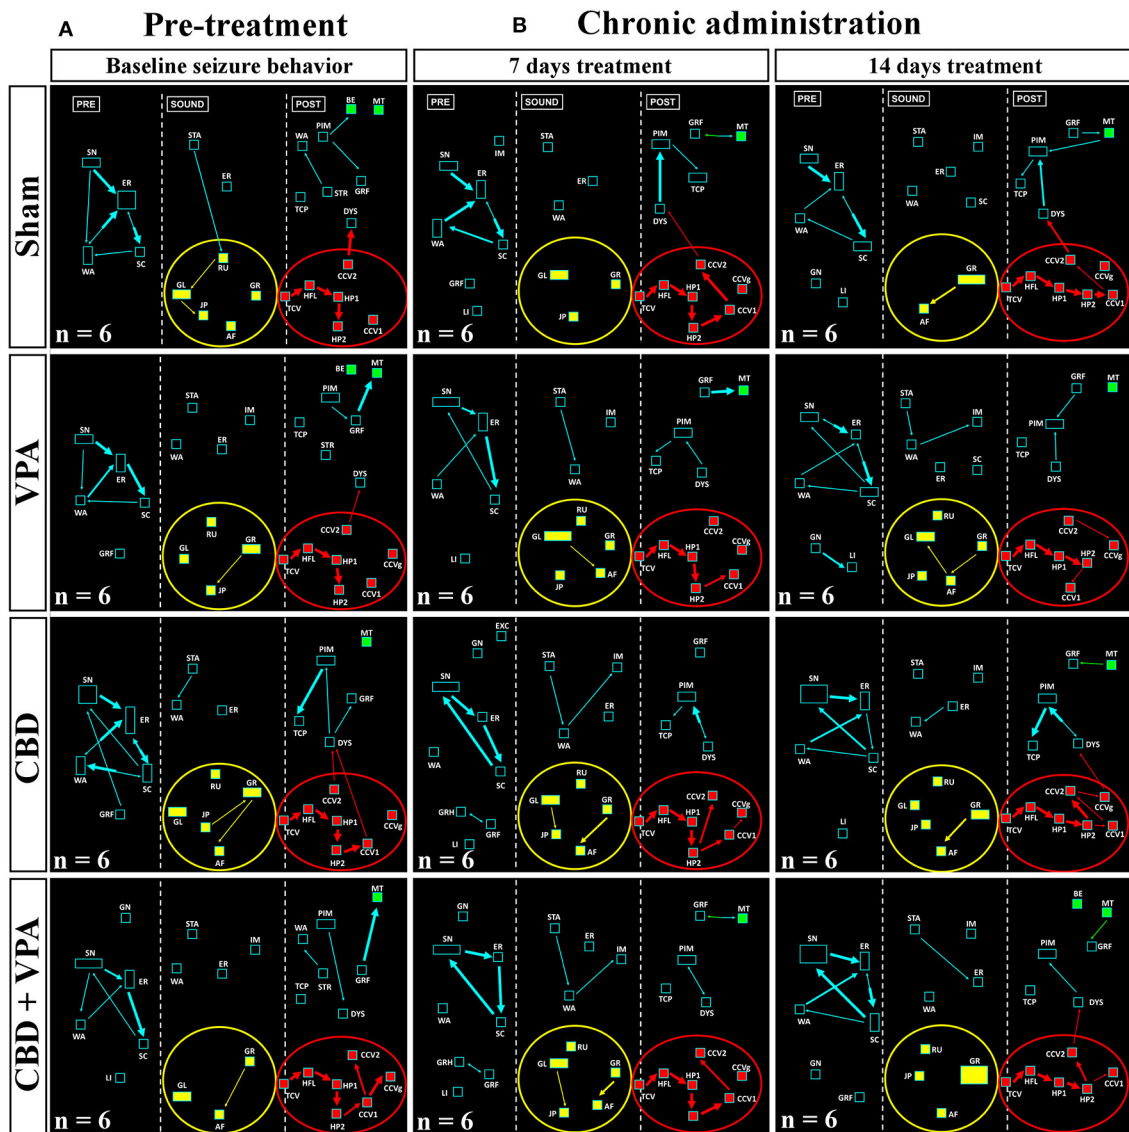 A Pre-treatment B Chronic administration
Baseline seizure behavior 7 days treatment 14 days treatment
Sham
PRE SOUND POST
SN ER WA SC
STA ER
RU GL GR JP AF
BE MT PIM WA GRF STR TCP DYS
CCV2 TCV HFL HP1 HP2 CCV1
n = 6
PRE SOUND POST
IM SN ER WA SC GRF LI
STA ER WA
GL GR JP
GRF MT PIM TCP DYS
CCV2 CCVg TCV HFL HP1 HP2 CCV1
n = 6
PRE SOUND POST
SN ER WA SC GN LI
STA IM ER WA SC
GR AF
GRF MT PIM TCP DYS
CCV2 CCVg TCV HFL HP1 HP2 CCV1
n = 6
VPA
SN ER WA SC GRF
STA IM WA ER
RU GL GR JP
BE MT PIM TCP GRF STR DYS
CCV2 TCV HFL HP1 HP2 CCVg CCV1
n = 6
SN ER WA SC LI
STA IM WA
RU GL GR JP AF
GRF MT PIM TCP DYS
CCV2 TCV HFL HP1 HP2 CCVg CCV1
n = 6
SN ER WA SC GN LI
STA IM WA ER SC
RU GL GR JP AF
GRF MT PIM TCP DYS
CCV2 TCV HFL HP1 HP2 CCVg CCV1
n = 6
CBD
SN ER WA SC GRF
STA WA ER
RU GR GL JP AF
MT PIM TCP GRF DYS
CCV2 TCV HFL HP1 HP2 CCVg CCV1
n = 6
EXC GN SN ER WA SC GRH GRF LI
STA IM ER WA
RU GL GR JP AF
GRF PIM TCP DYS
CCV2 TCV HFL HP1 HP2 CCVg CCV1
n = 6
SN ER WA SC LI
STA IM ER WA
RU GL GR JP AF
GRF MT PIM TCP DYS
CCV2 CCVg TCV HFL HP1 HP2 CCV1
n = 6
CBD + VPA
GN SN ER WA SC LI
STA IM WA ER
GR GL AF
MT PIM WA STR GRF TCP DYS
CCV2 TCV HFL HP1 HP2 CCVg CCV1
n = 6
GN SN ER WA SC GRH GRF LI
STA ER IM WA
RU GL GR JP AF
GRF MT PIM TCP DYS
CCV2 TCV HFL HP1 HP2 CCVg CCV1
n = 6
SN ER WA SC GN GRF
STA IM ER WA
RU GR JP AF
BE MT GRF PIM TCP DYS
CCV2 TCV HFL HP1 HP2 CCVg CCV1
n = 6